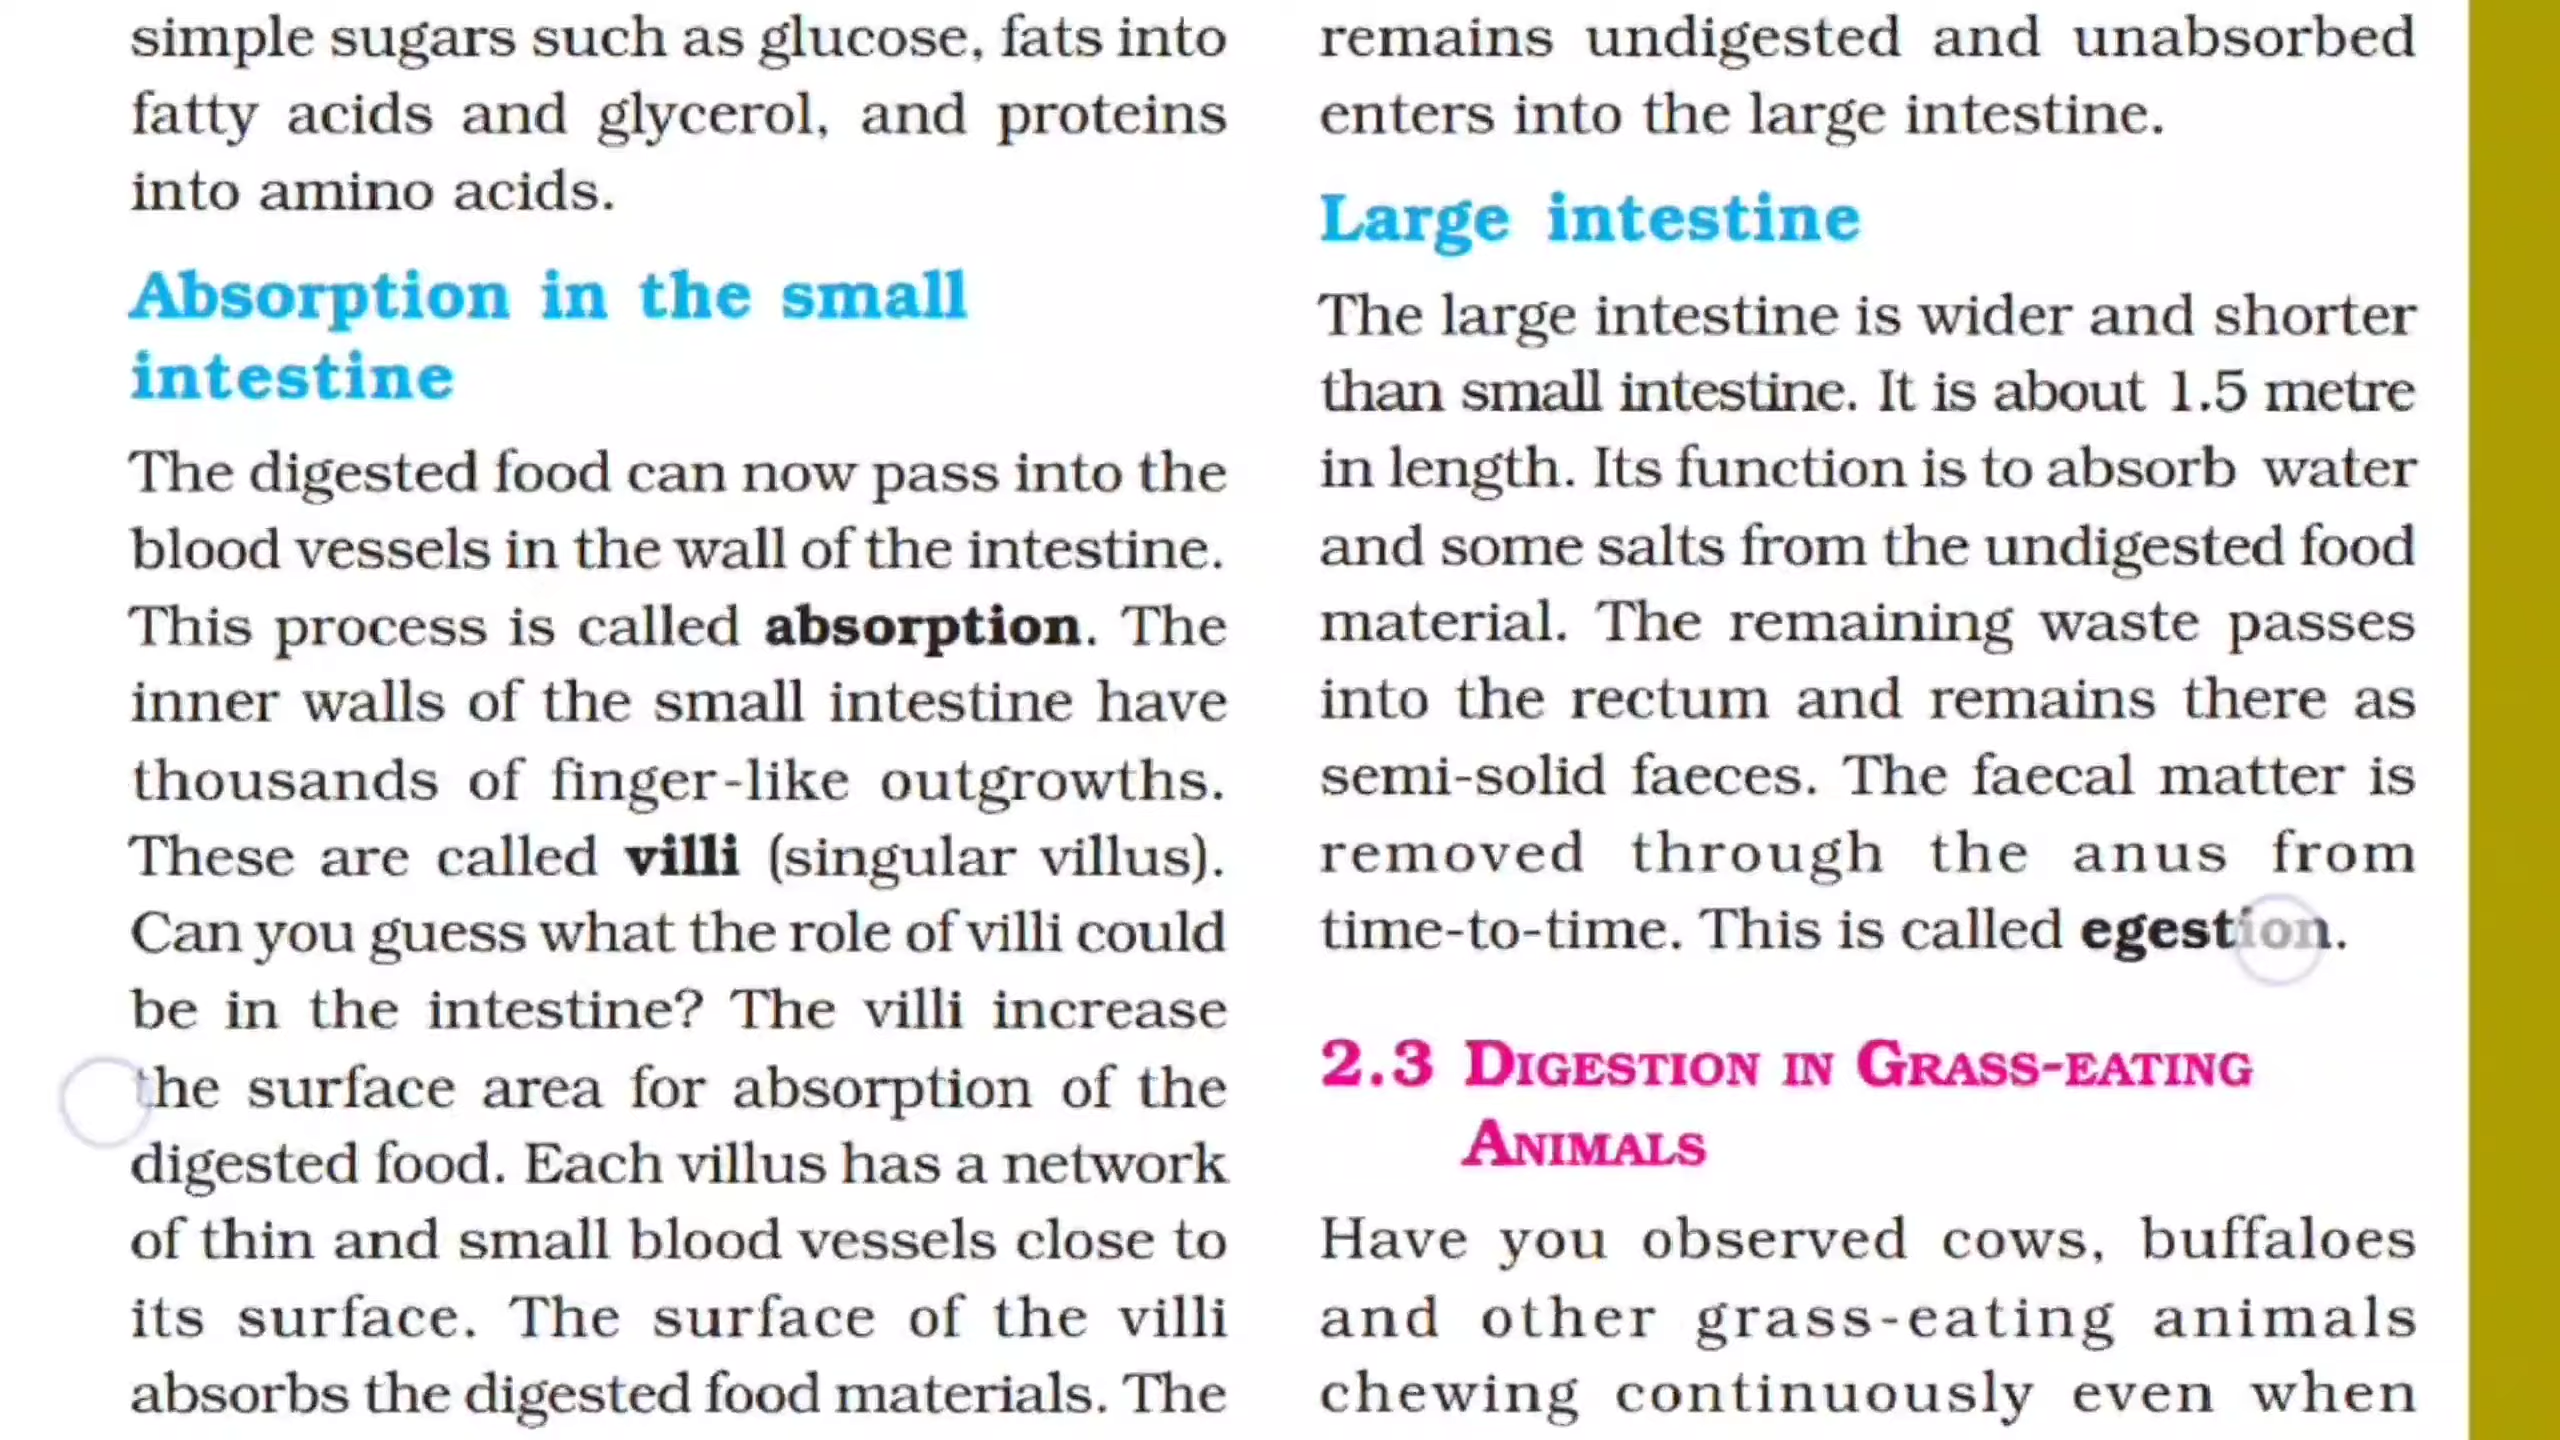 simple sugars such as glucose, fats into
fatty acids and glycerol, and proteins
into amino acids.
Absorption in the small
intestine
The digested food can now pass into the
blood vessels in the wall of the intestine.
This process is called absorption. The
inner walls of the small intestine have
thousands of finger-like outgrowths.
These are called villi (singular villus).
Can you guess what the role of villi could
be in the intestine? The villi increase
the surface area for absorption of the
digested food. Each villus has a network
of thin and small blood vessels close to
its surface. The surface of the villi
absorbs the digested food materials. The
remains undigested and unabsorbed
enters into the large intestine.
Large intestine
The large intestine is wider and shorter
than small intestine. It is about 1.5 metre
in length. Its function is to absorb water
and some salts from the undigested food
material. The remaining waste passes
into the rectum and remains there as
semi-solid faeces. The faecal matter is
removed through the anus from
time-to-time. This is called egestion.
2.3 DIGESTION IN GRASS-EATING
ANIMALS
Have you observed cows, buffaloes
and other grass-eating animals
chewing continuously even when